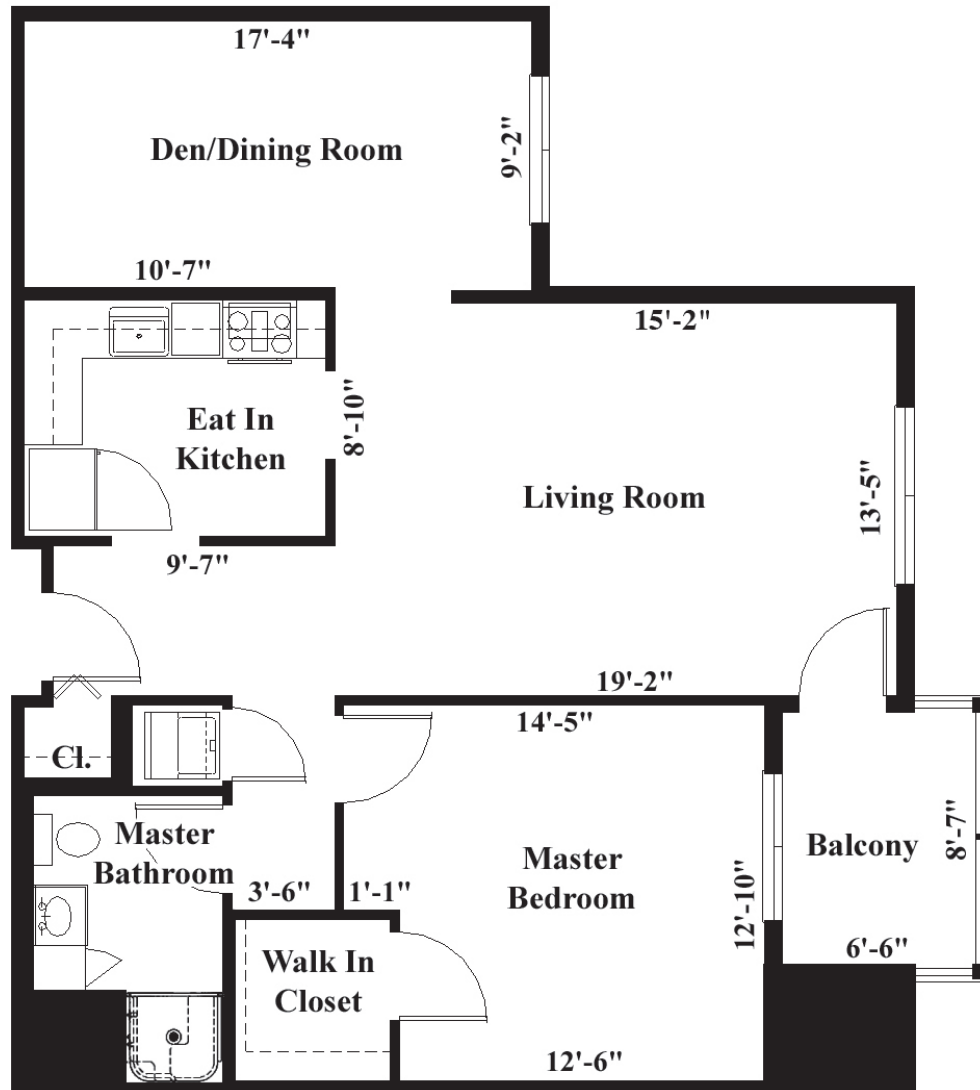 17'-4"
Den/Dining Room
9'-2"
10'-7"
15'-2"
Eat In
Kitchen
8'-10"
Living Room
13'-5"
9'-7"
19'-2"
14'-5"
Cl.
Master
Bathroom
3'-6"
1'-1"
Master
Bedroom
12'-10"
Balcony
8'-7"
6'-6"
Walk In
Closet
12'-6"